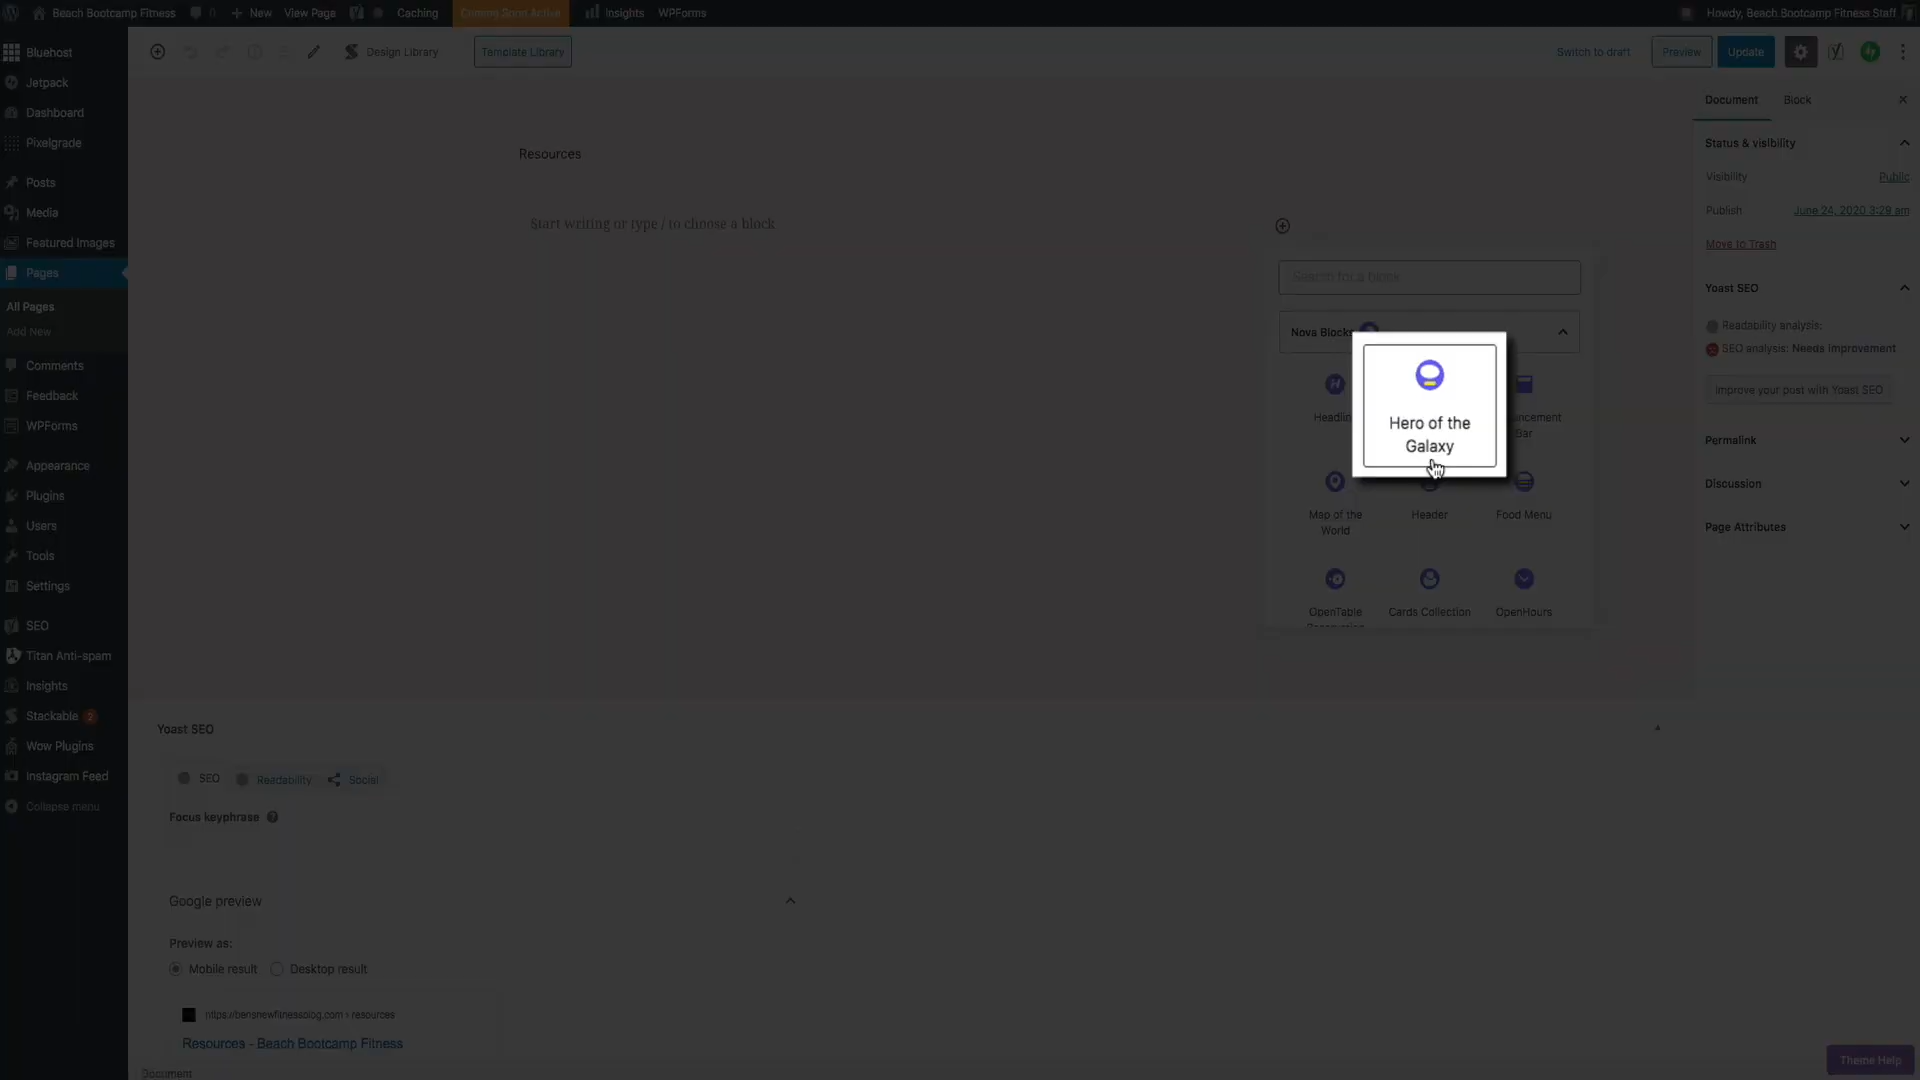 Beach Bootcamp Fitness
0
New
View Page
Caching
Coming Soon Active
Insights
WPForms
Howdy, Beach Bootcamp Fitness Staff
Bluehost
Jetpack
Dashboard
Pixelgrade
Posts
Media
Featured Images
Pages
All Pages
Add New
Comments
Feedback
WPForms
Appearance
Plugins
Users
Tools
Settings
SEO
Titan Anti-spam
Insights
Stackable 2
Wow Plugins
Instagram Feed
Collapse menu
Design Library
Template Library
Switch to draft
Preview
Update
Resources
Start writing or type / to choose a block
Search for a block
Nova Blocks
Hero of the
Galaxy
Map of the
World
Header
Food Menu
OpenTable
Cards Collection
OpenHours
Document
Block
Status & visibility
Visibility
Public
Publish
June 24, 2020 3:29 am
Move to Trash
Yoast SEO
Readability analysis:
SEO analysis: Needs improvement
Improve your post with Yoast SEO
Permalink
Discussion
Page Attributes
Yoast SEO
SEO
Readability
Social
Focus keyphrase
Google preview
Preview as:
Mobile result
Desktop result
https://bensnewfitnessblog.com › resources
Resources - Beach Bootcamp Fitness
Document
Theme Help